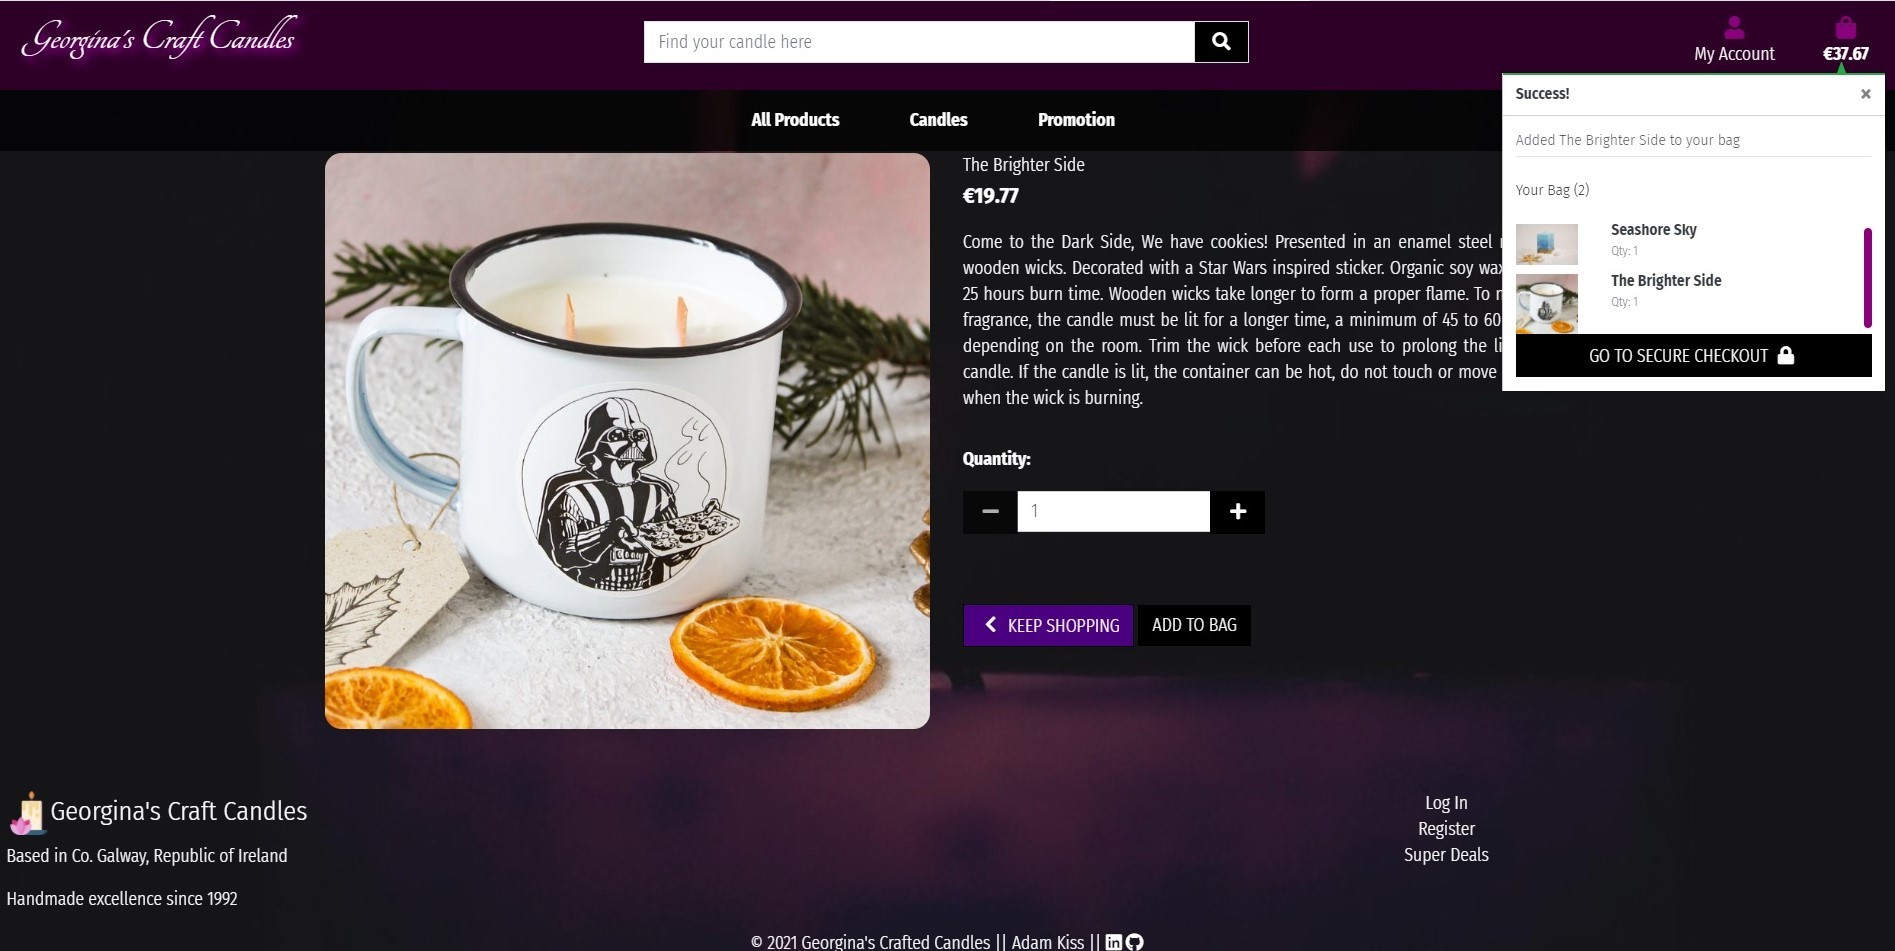 Georgina's Craft Candles
Find your candle here
My Account
€37.67
All Products
Candles
Promotion
Success!
×
Added The Brighter Side to your bag
Your Bag (2)
Seashore Sky
Qty: 1
The Brighter Side
Qty: 1
GO TO SECURE CHECKOUT
The Brighter Side
€19.77
Come to the Dark Side, We have cookies! Presented in an enamel steel
wooden wicks. Decorated with a Star Wars inspired sticker. Organic soy wax
25 hours burn time. Wooden wicks take longer to form a proper flame. To
fragrance, the candle must be lit for a longer time, a minimum of 45 to 60
depending on the room. Trim the wick before each use to prolong the
candle. If the candle is lit, the container can be hot, do not touch or move
when the wick is burning.
Quantity:
1
KEEP SHOPPING
ADD TO BAG
Georgina's Craft Candles
Based in Co. Galway, Republic of Ireland
Handmade excellence since 1992
Log In
Register
Super Deals
© 2021 Georgina's Crafted Candles || Adam Kiss || in